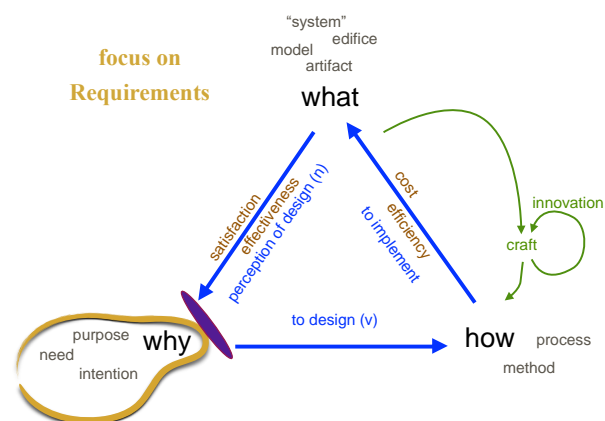 “system”
edifice
model
artifact
focus on
Requirements
what
satisfaction
effectiveness
perception of design (n)
cost
efficiency
to implement
innovation
craft
to design (v)
why
purpose
need
intention
how
process
method